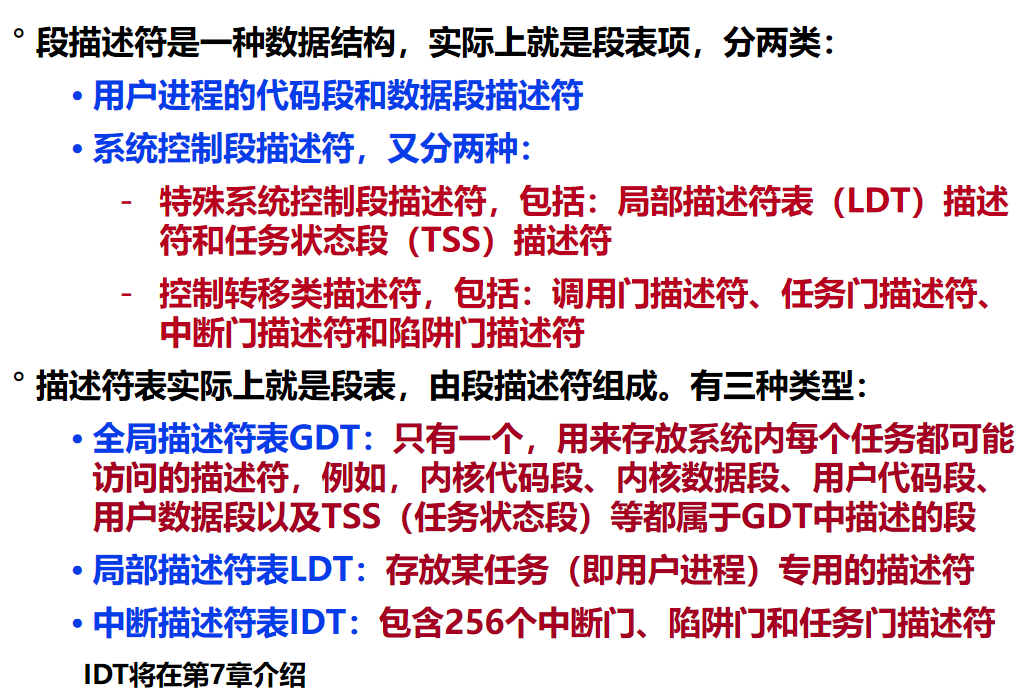 ° 段描述符是一种数据结构，实际上就是段表项，分两类：
• 用户进程的代码段和数据段描述符
• 系统控制段描述符，又分两种：
- 特殊系统控制段描述符，包括：局部描述符表（LDT）描述
符和任务状态段（TSS）描述符
- 控制转移类描述符，包括：调用门描述符、任务门描述符、
中断门描述符和陷阱门描述符
° 描述符表实际上就是段表，由段描述符组成。有三种类型：
• 全局描述符表GDT：只有一个，用来存放系统内每个任务都可能
访问的描述符，例如，内核代码段、内核数据段、用户代码段、
用户数据段以及TSS（任务状态段）等都属于GDT中描述的段
• 局部描述符表LDT：存放某任务（即用户进程）专用的描述符
• 中断描述符表IDT：包含256个中断门、陷阱门和任务门描述符
IDT将在第7章介绍